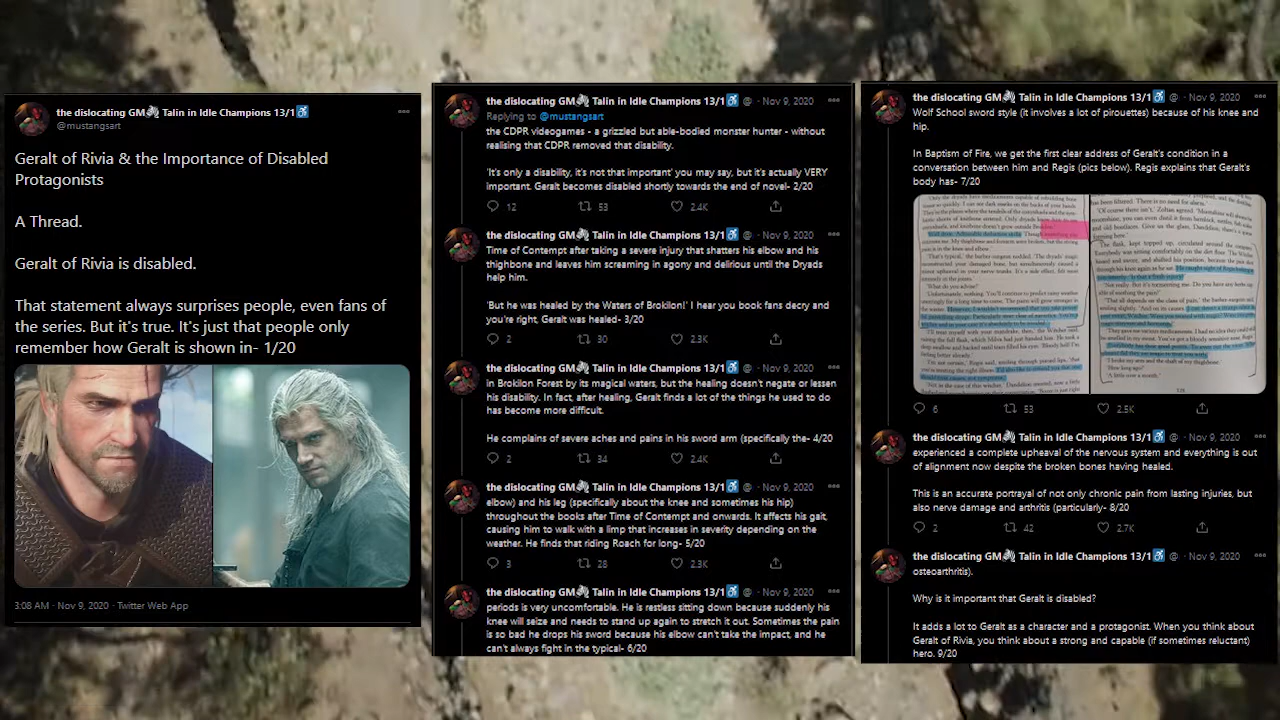 the dislocating GM🐉 Talin in Idle Champions 13/1♿
@mustangsart
Geralt of Rivia & the Importance of Disabled
Protagonists
A Thread.
Geralt of Rivia is disabled.
That statement always surprises people, even fans of
the series. But it's true. It's just that people only
remember how Geralt is shown in- 1/20
3:08 AM · Nov 9, 2020 · Twitter Web App
the dislocating GM🐉 Talin in Idle Champions 13/1♿ @ · Nov 9, 2020
Replying to @mustangsart
the CDPR videogames - a grizzled but able-bodied monster hunter - without
realising that CDPR removed that disability.
'It's only a disability, it's not that important' you may say, but it's actually VERY
important. Geralt becomes disabled shortly towards the end of novel- 2/20
12 53 2.4K
the dislocating GM🐉 Talin in Idle Champions 13/1♿ @ · Nov 9, 2020
Time of Contempt after taking a severe injury that shatters his elbow and his
thighbone and leaves him screaming in agony and delirious until the Dryads
help him.
'But he was healed by the Waters of Brokilon!' I hear you book fans decry and
you're right, Geralt was healed- 3/20
2 30 2.3K
the dislocating GM🐉 Talin in Idle Champions 13/1♿ @ · Nov 9, 2020
in Brokilon Forest by its magical waters, but the healing doesn't negate or lessen
his disability. In fact, after healing, Geralt finds a lot of the things he used to do
has become more difficult.
He complains of severe aches and pains in his sword arm (specifically the- 4/20
2 34 2.4K
the dislocating GM🐉 Talin in Idle Champions 13/1♿ @ · Nov 9, 2020
elbow) and his leg (specifically about the knee and sometimes his hip)
throughout the books after Time of Contempt and onwards. It affects his gait,
causing him to walk with a limp that increases in severity depending on the
weather. He finds that riding Roach for long- 5/20
3 28 2.3K
the dislocating GM🐉 Talin in Idle Champions 13/1♿ @ · Nov 9, 2020
periods is very uncomfortable. He is restless sitting down because suddenly his
knee will seize and needs to stand up again to stretch it out. Sometimes the pain
is so bad he drops his sword because his elbow can't take the impact, and he
can't always fight in the typical- 6/20
the dislocating GM🐉 Talin in Idle Champions 13/1♿ @ · Nov 9, 2020
Wolf School sword style (it involves a lot of pirouettes) because of his knee and
hip.
In Baptism of Fire, we get the first clear address of Geralt's condition in a
conversation between him and Regis (pics below). Regis explains that Geralt's
body has- 7/20
6 53 2.5K
the dislocating GM🐉 Talin in Idle Champions 13/1♿ @ · Nov 9, 2020
experienced a complete upheaval of the nervous system and everything is out
of alignment now despite the broken bones having healed.
This is an accurate portrayal of not only chronic pain from lasting injuries, but
also nerve damage and arthritis (particularly- 8/20
2 42 2.7K
the dislocating GM🐉 Talin in Idle Champions 13/1♿ @ · Nov 9, 2020
osteoarthritis).
Why is it important that Geralt is disabled?
It adds a lot to Geralt as a character and a protagonist. When you think about
Geralt of Rivia, you think about a strong and capable (if sometimes reluctant)
hero. 9/20